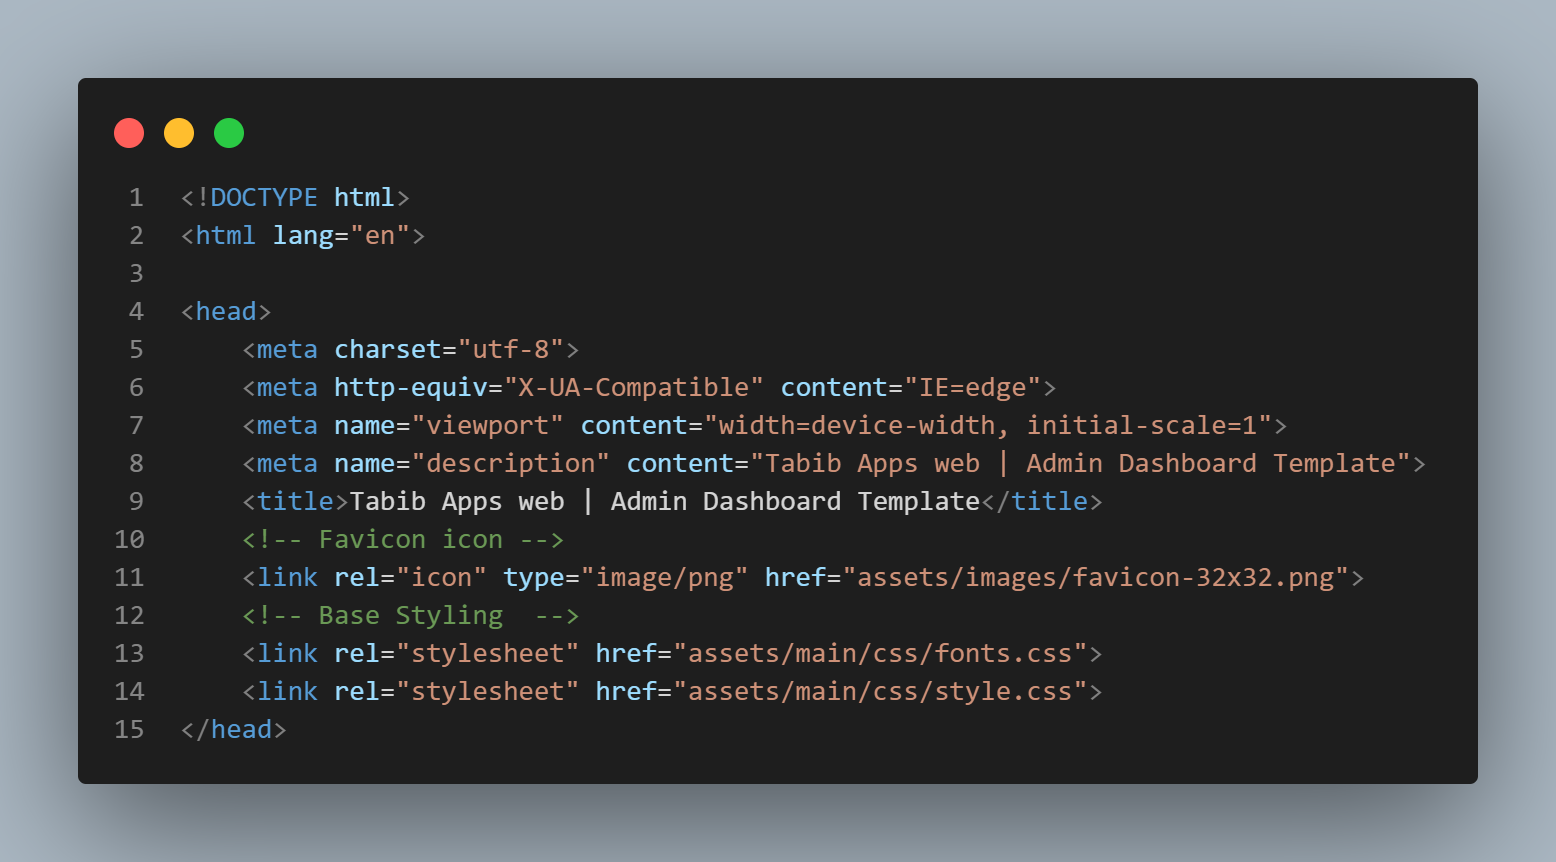 1 <!DOCTYPE html>
2 <html lang="en">
3
4 <head>
5     <meta charset="utf-8">
6     <meta http-equiv="X-UA-Compatible" content="IE=edge">
7     <meta name="viewport" content="width=device-width, initial-scale=1">
8     <meta name="description" content="Tabib Apps web | Admin Dashboard Template">
9     <title>Tabib Apps web | Admin Dashboard Template</title>
10     <!-- Favicon icon -->
11     <link rel="icon" type="image/png" href="assets/images/favicon-32x32.png">
12     <!-- Base Styling  -->
13     <link rel="stylesheet" href="assets/main/css/fonts.css">
14     <link rel="stylesheet" href="assets/main/css/style.css">
15 </head>